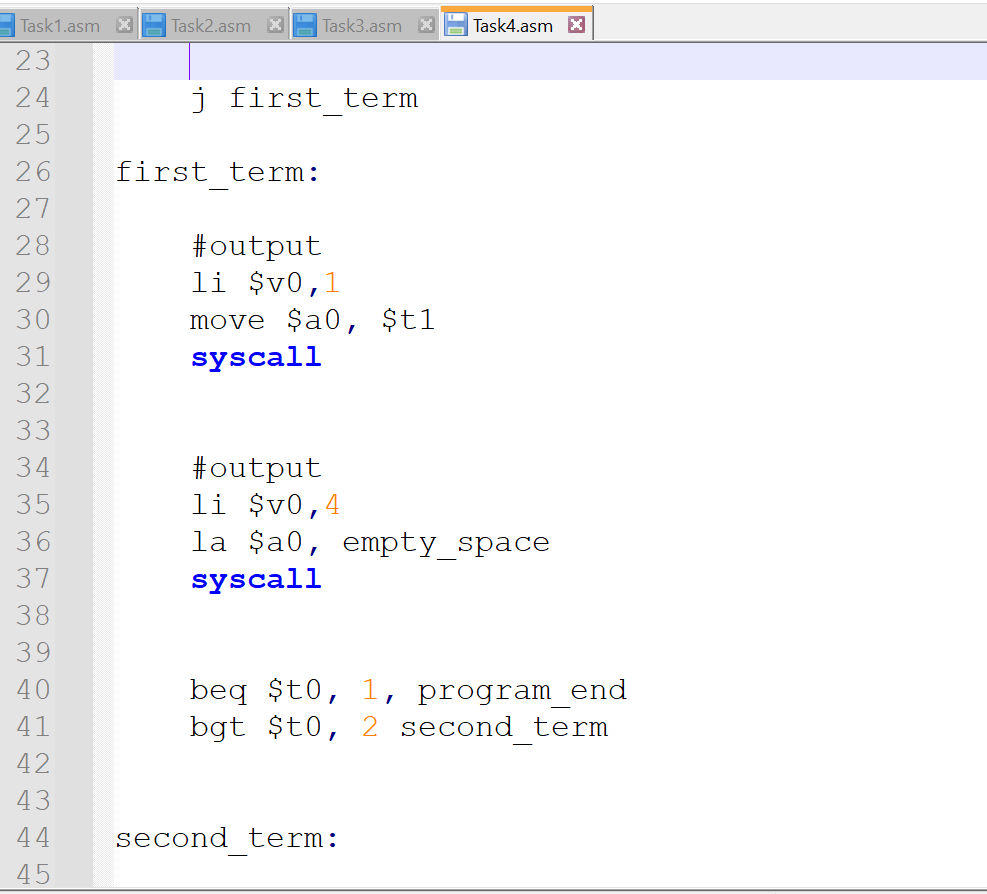 Task1.asm Task2.asm Task3.asm Task4.asm
23
24 j first_term
25
26 first_term:
27
28 #output
29 li $v0,1
30 move $a0, $t1
31 syscall
32
33
34 #output
35 li $v0,4
36 la $a0, empty_space
37 syscall
38
39
40 beq $t0, 1, program_end
41 bgt $t0, 2 second_term
42
43
44 second_term:
45